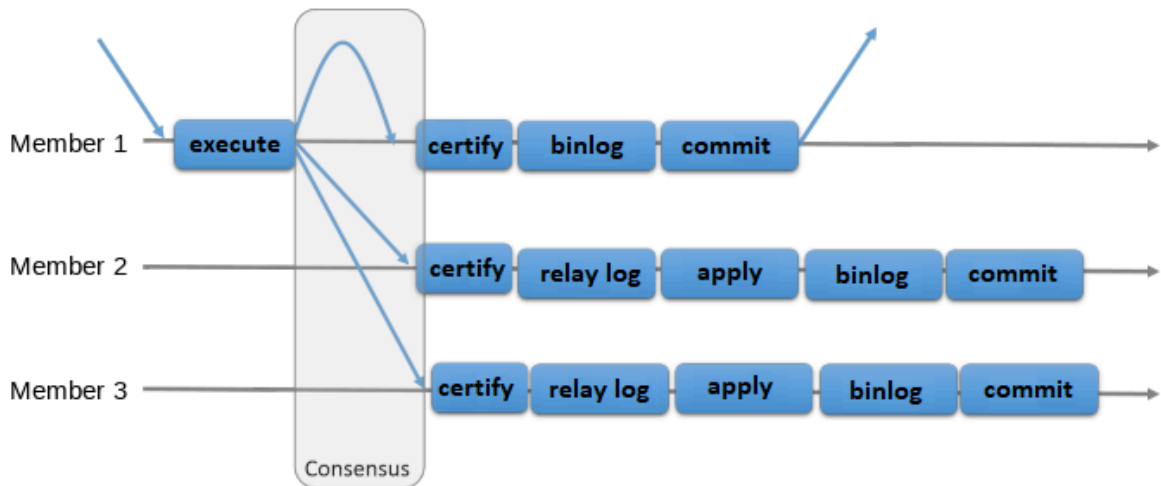 Member 1 execute certify binlog commit
Member 2 certify relay log apply binlog commit
Member 3 certify relay log apply binlog commit
Consensus